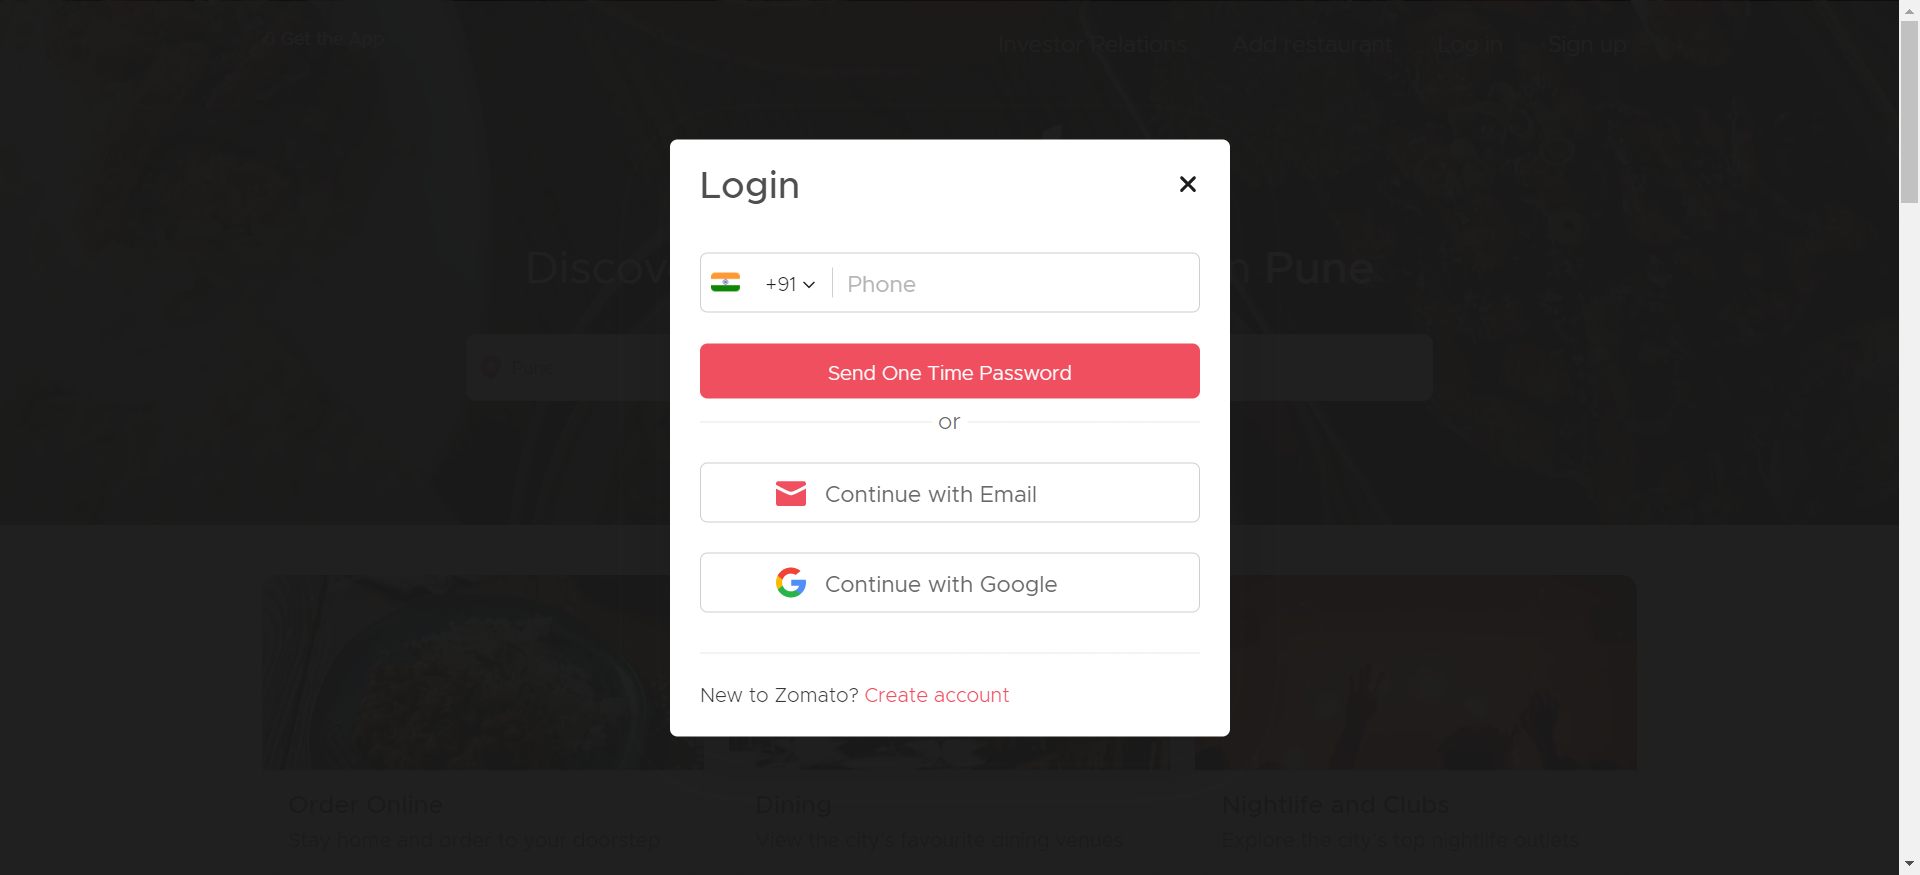 Get the App
Investor Relations
Add restaurant
Log in
Sign up
Login
Discov
n Pune
+91
Phone
Pune
Send One Time Password
or
Continue with Email
Continue with Google
New to Zomato? Create account
Order Online
Stay home and order to your doorstep
Dining
View the city's favourite dining venues
Nightlife and Clubs
Explore the city's top nightlife outlets